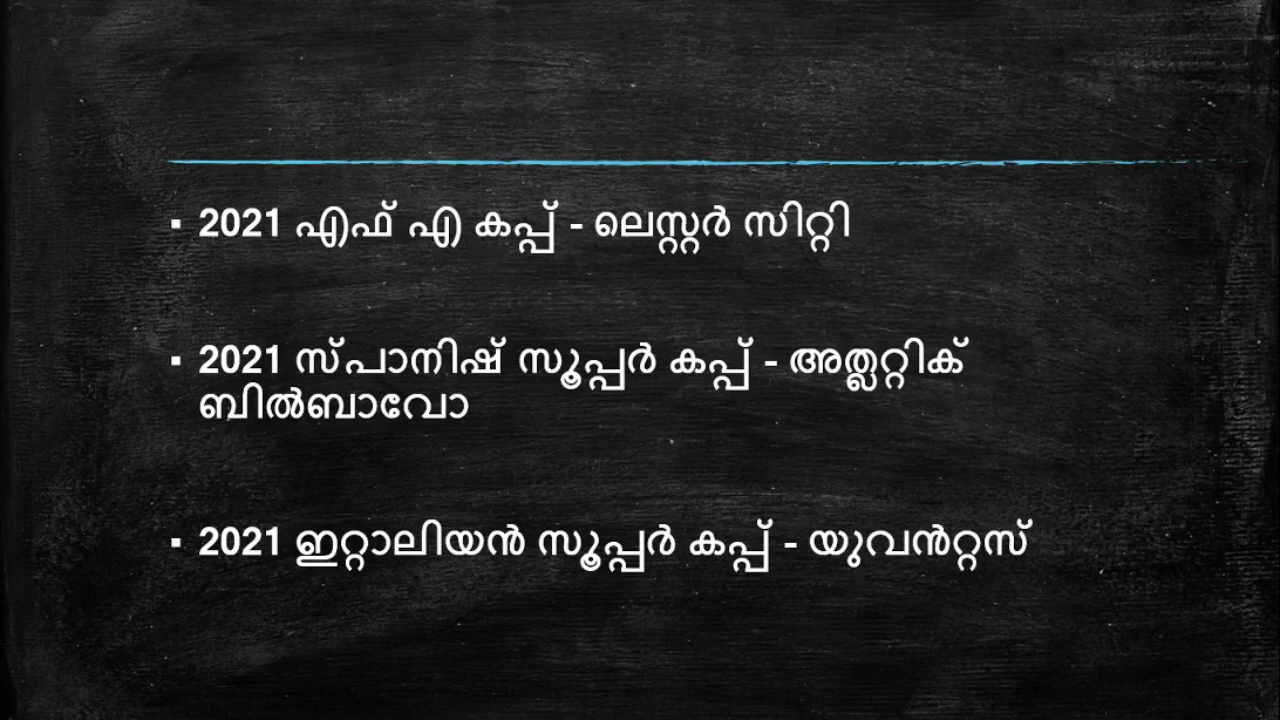 ▪ 2021 എഫ് എ കപ്പ് - ലെസ്റ്റർ സിറ്റി
▪ 2021 സ്പാനിഷ് സൂപ്പർ കപ്പ് - അത്ലറ്റിക്
ബിൽബാവോ
▪ 2021 ഇറ്റാലിയൻ സൂപ്പർ കപ്പ് - യുവൻറ്റസ്